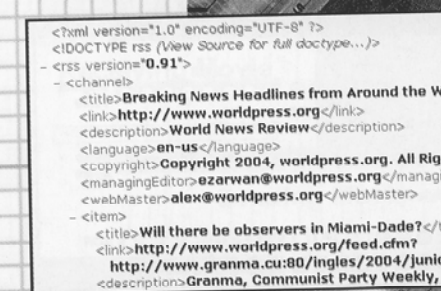 <?xml version="1.0" encoding="UTF-8" ?>
<!DOCTYPE rss (View Source for full doctype...)>
- <rss version="0.91">
- <channel>
<title>Breaking News Headlines from Around the W
<link>http://www.worldpress.org</link>
<description>World News Review</description>
<language>en-us</language>
<copyright>Copyright 2004, worldpress.org. All Rig
<managingEditor>ezarwan@worldpress.org</managi
<webMaster>alex@worldpress.org</webMaster>
- <item>
<title>Will there be observers in Miami-Dade?</
<link>http://www.worldpress.org/feed.cfm?
http://www.granma.cu:80/ingles/2004/junio
<description>Granma, Communist Party Weekly,